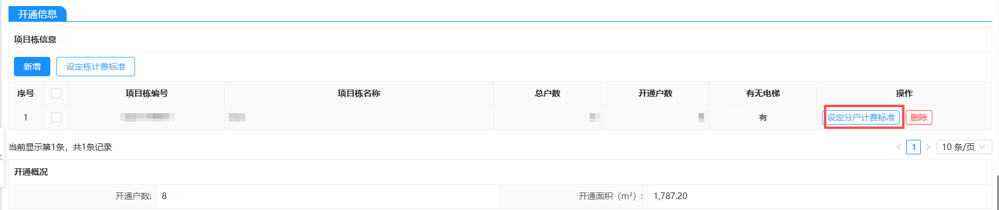 开通信息
项目栋信息
新增 设定栋计费标准
序号 项目栋编号 项目栋名称 总户数 开通户数 有无电梯 操作
1 有 设定分户计费标准 删除
当前显示第1条，共1条记录 < 1 > 10 条/页
开通概况
开通户数: 8 开通面积（m²）: 1,787.20